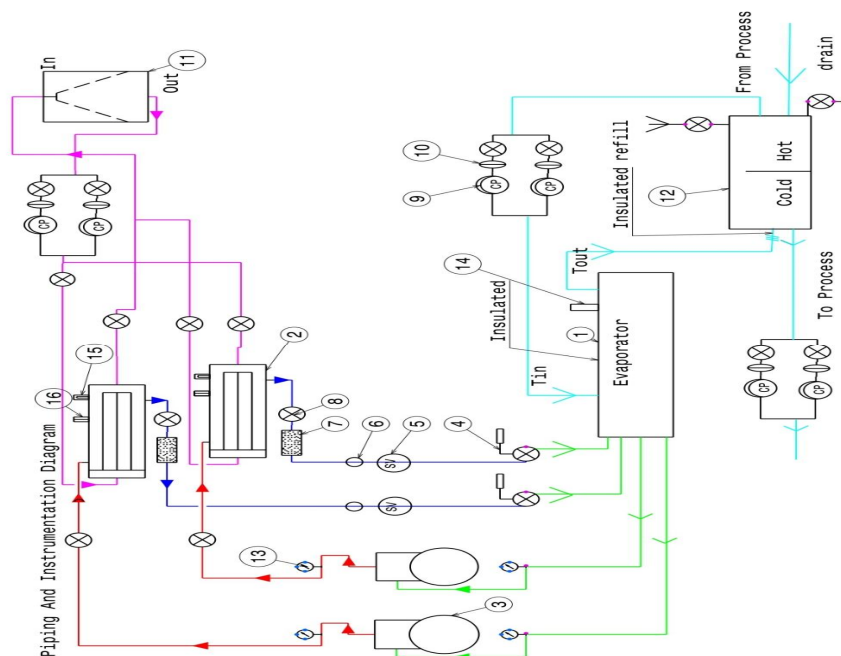 Piping And Instrumentation Diagram
In
Out
11
CP
CP
16
15
2
8
7
6
5
4
SV
SV
13
3
10
9
CP
CP
14
1
Insulated
Tin
Tout
Evaporator
Insulated refill
12
Cold
Hot
From Process
drain
To Process
CP
CP